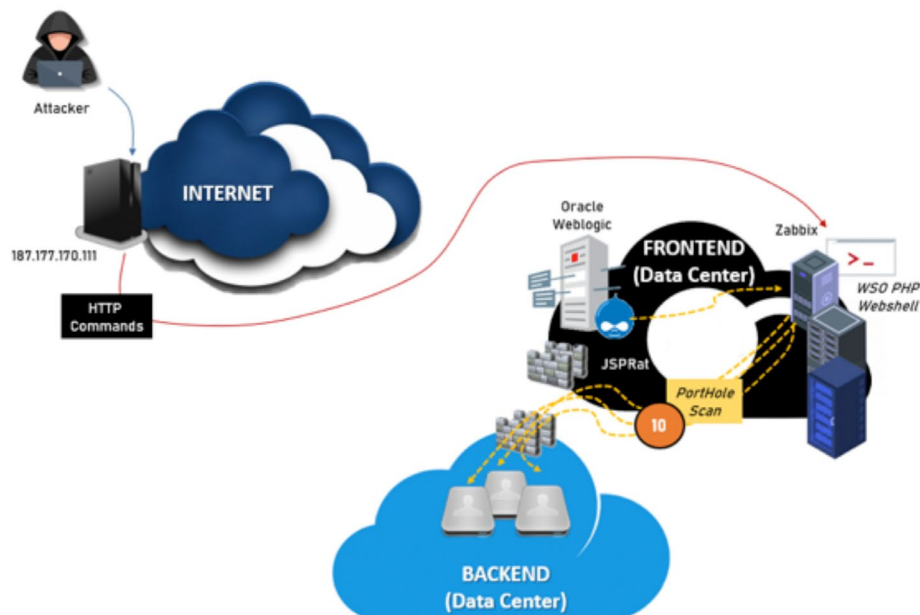 Attacker
INTERNET
187.177.170.111
HTTP
Commands
Oracle
Weblogic
FRONTEND
(Data Center)
Zabbix
>_
WSO PHP
Webshell
JSPRat
PortHole
Scan
10
BACKEND
(Data Center)